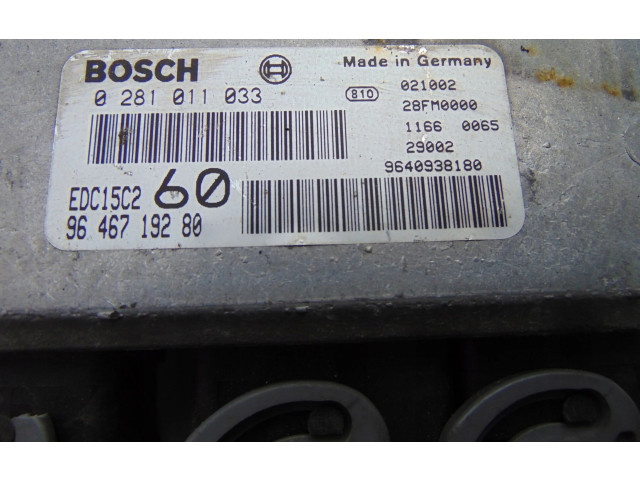 BOSCH Made in Germany
0 281 011 033 810 021002
28FM0000
1166 0065
29002
9640938180
EDC15C2 60
96 467 192 80